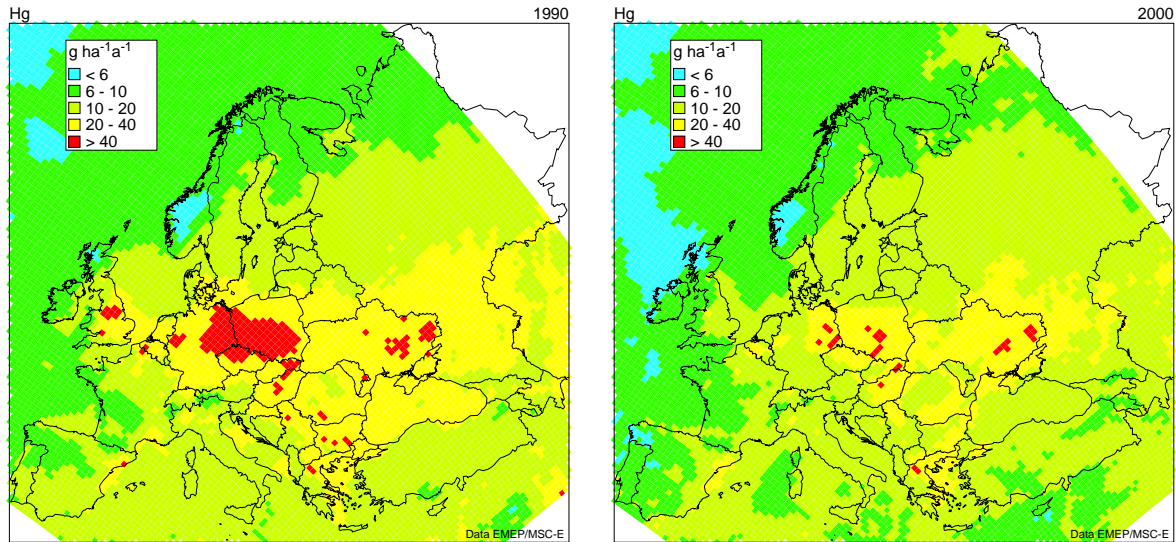 Hg 1990
g ha⁻¹a⁻¹
< 6
6 - 10
10 - 20
20 - 40
> 40
Data EMEP/MSC-E
Hg 2000
g ha⁻¹a⁻¹
< 6
6 - 10
10 - 20
20 - 40
> 40
Data EMEP/MSC-E